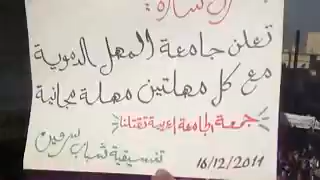 تعلن جامعة المهل الدموية
مع كل مهلتين مهلة مجانية
جمعة الجامعة العربية تقتلنا
تنسيقية شباب سرمين
16/12/2011